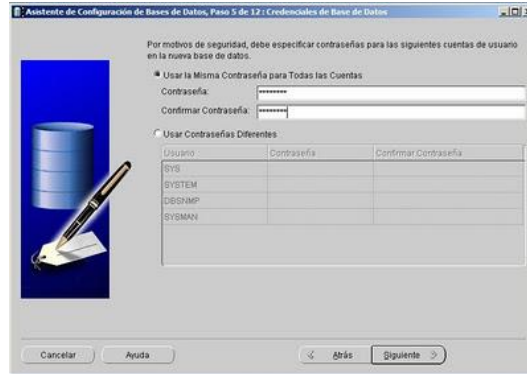 Asistente de Configuración de Bases de Datos, Paso 5 de 12 : Credenciales de Base de Datos
Por motivos de seguridad, debe especificar contraseñas para las siguientes cuentas de usuario
en la nueva base de datos.
Usar la Misma Contraseña para Todas las Cuentas
Contraseña: ********
Confirmar Contraseña: ********
Usar Contraseñas Diferentes
Usuario Contraseña Confirmar Contraseña
SYS
SYSTEM
DBSNMP
SYSMAN
Cancelar Ayuda Atrás Siguiente